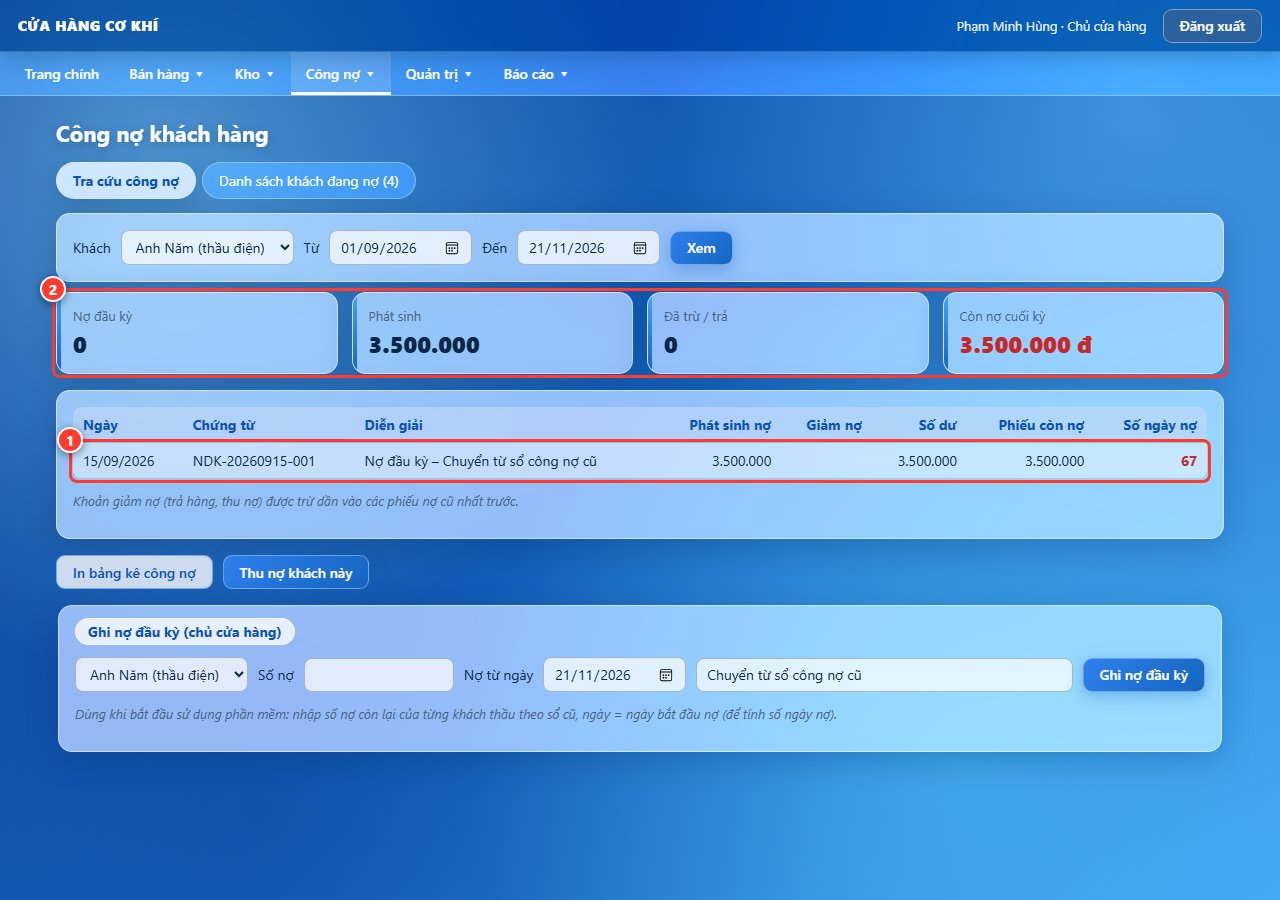 CỬA HÀNG CƠ KHÍ
Phạm Minh Hùng · Chủ cửa hàng
Đăng xuất
Trang chính
Bán hàng ▼
Kho ▼
Công nợ ▼
Quản trị ▼
Báo cáo ▼
Công nợ khách hàng
Tra cứu công nợ
Danh sách khách đang nợ (4)
Khách Anh Năm (thầu điện) Từ 01/09/2026 Đến 21/11/2026 Xem
2
Nợ đầu kỳ
0
Phát sinh
3.500.000
Đã trừ / trả
0
Còn nợ cuối kỳ
3.500.000 đ
Ngày Chứng từ Diễn giải Phát sinh nợ Giảm nợ Số dư Phiếu còn nợ Số ngày nợ
1
15/09/2026 NDK-20260915-001 Nợ đầu kỳ – Chuyển từ sổ công nợ cũ 3.500.000 3.500.000 3.500.000 67
Khoản giảm nợ (trả hàng, thu nợ) được trừ dần vào các phiếu nợ cũ nhất trước.
In bảng kê công nợ
Thu nợ khách này
Ghi nợ đầu kỳ (chủ cửa hàng)
Anh Năm (thầu điện) Số nợ Nợ từ ngày 21/11/2026 Chuyển từ sổ công nợ cũ Ghi nợ đầu kỳ
Dùng khi bắt đầu sử dụng phần mềm: nhập số nợ còn lại của từng khách thầu theo sổ cũ, ngày = ngày bắt đầu nợ (để tính số ngày nợ).